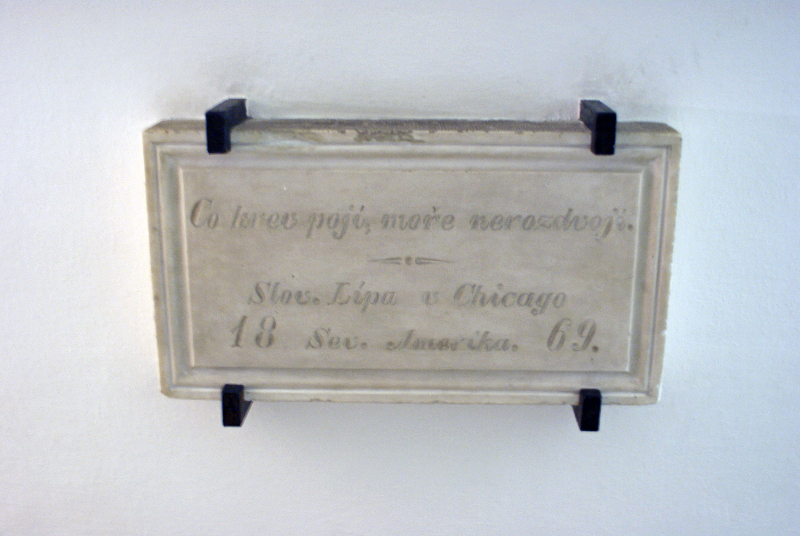 Co krev pojí, moře nerozdvojí.
Slov. Lípa v Chicago
18 Sev. Amerika. 69.